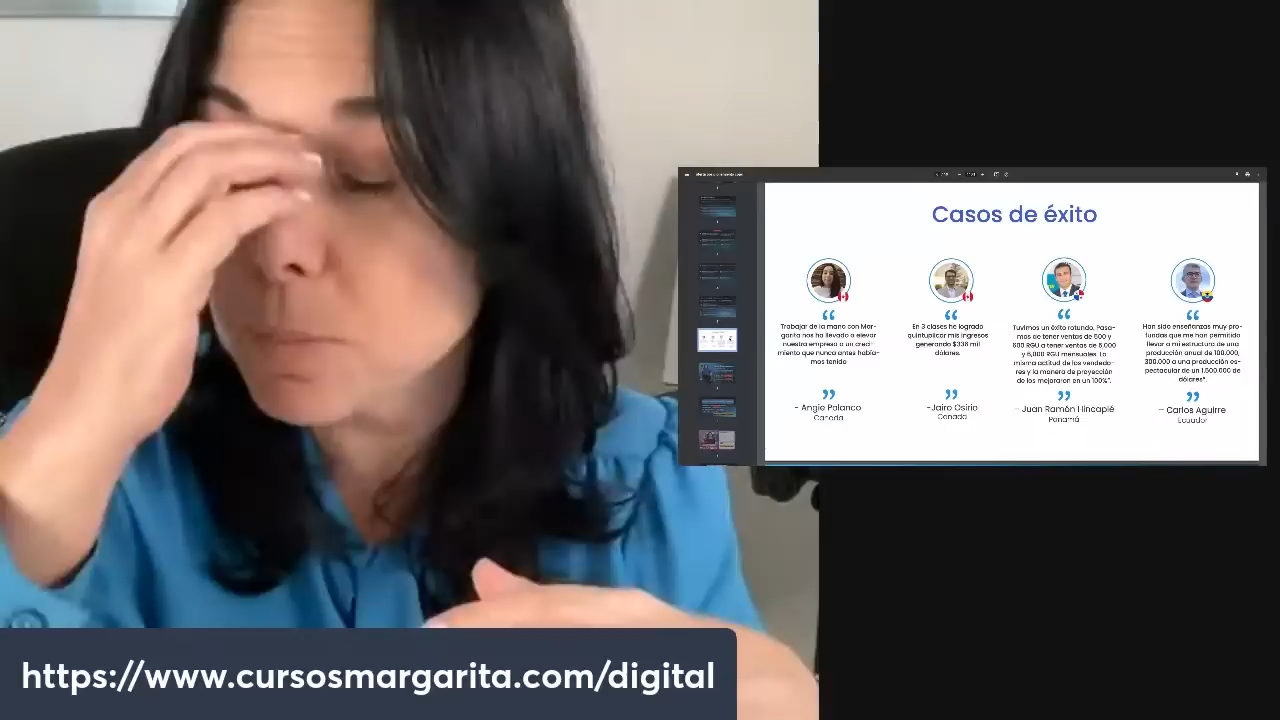 Casos de éxito
Trabajar de la mano con Mar-
garita nos ha llevado a elevar
nuestra empresa a un creci-
miento que nunca antes había-
mos tenido
- Angie Polanco
Canada
En 3 clases he logrado
quintuplicar mis ingresos
generando $336 mil
dólares.
-Jairo Osirio
Canada
Tuvimos un éxito rotundo. Pasa-
mos de tener ventas de 500 y
600 RGU a tener ventas de 5,000
y 6,000 RGU mensuales. La
misma actitud de los vendedo-
res y la manera de proyección
de los mejoraron en un 100%".
- Juan Ramón Hincapié
Panamá
Han sido enseñanzas muy pro-
fundas que me han permitido
llevar a mi estructura de una
producción anual de 100.000,
300.000 a una producción es-
pectacular de un 1.500.000 de
dólares".
- Carlos Aguirre
Ecuador
https://www.cursosmargarita.com/digital